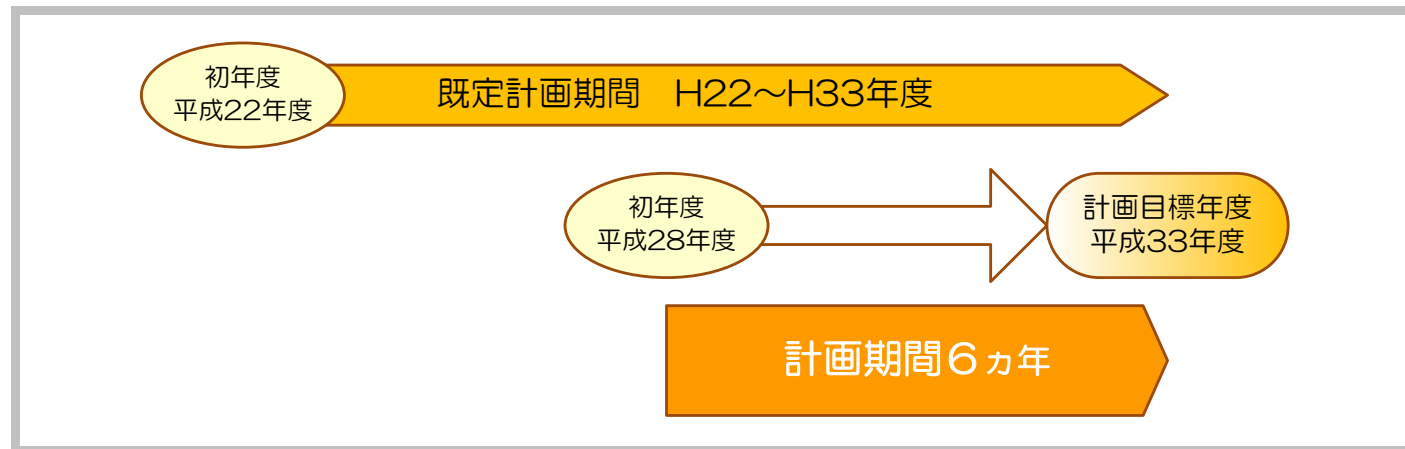 初年度
平成22年度
既定計画期間　H22～H33年度
初年度
平成28年度
計画目標年度
平成33年度
計画期間６ヵ年